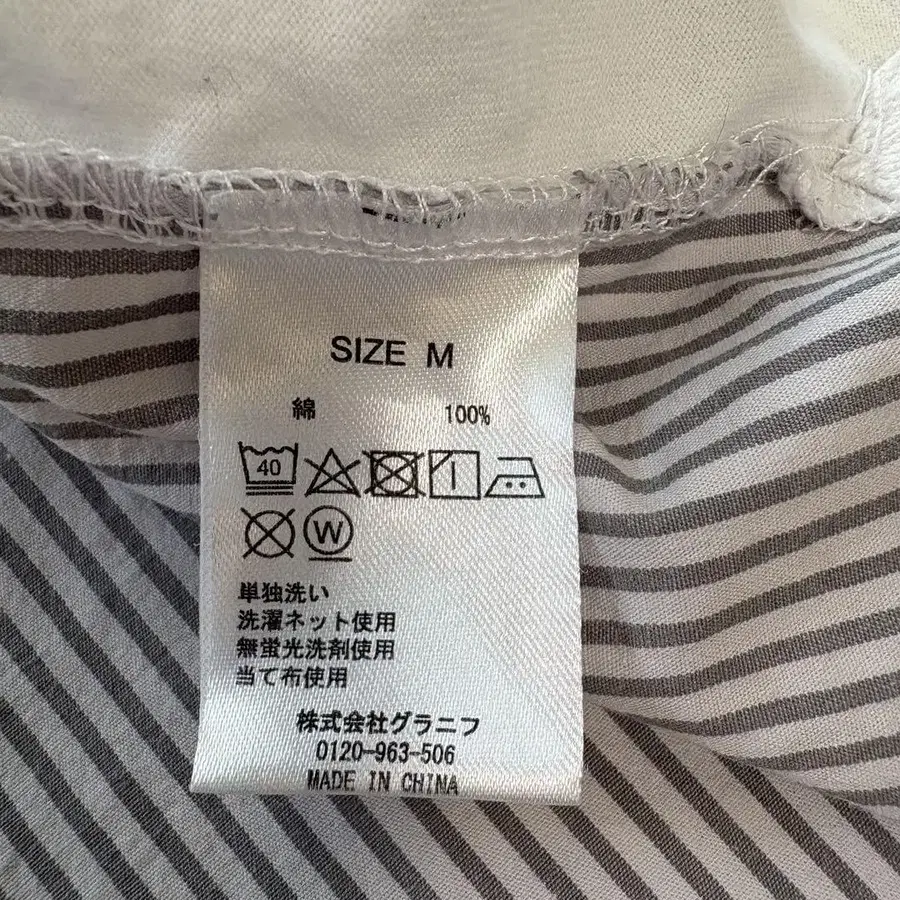 SIZE M
綿 100%
40
W
単独洗い
洗濯ネット使用
無蛍光洗剤使用
当て布使用
株式会社グラニフ
0120-963-506
MADE IN CHINA